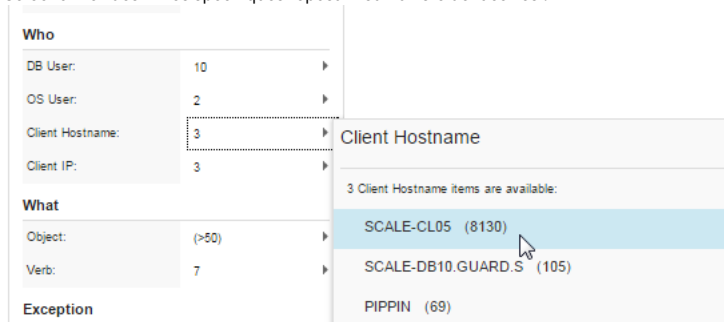 Who
DB User: 10
OS User: 2
Client Hostname: 3
Client IP: 3
What
Object: (>50)
Verb: 7
Exception
Client Hostname
3 Client Hostname items are available:
SCALE-CL05 (8130)
SCALE-DB10.GUARD.S (105)
PIPPIN (69)